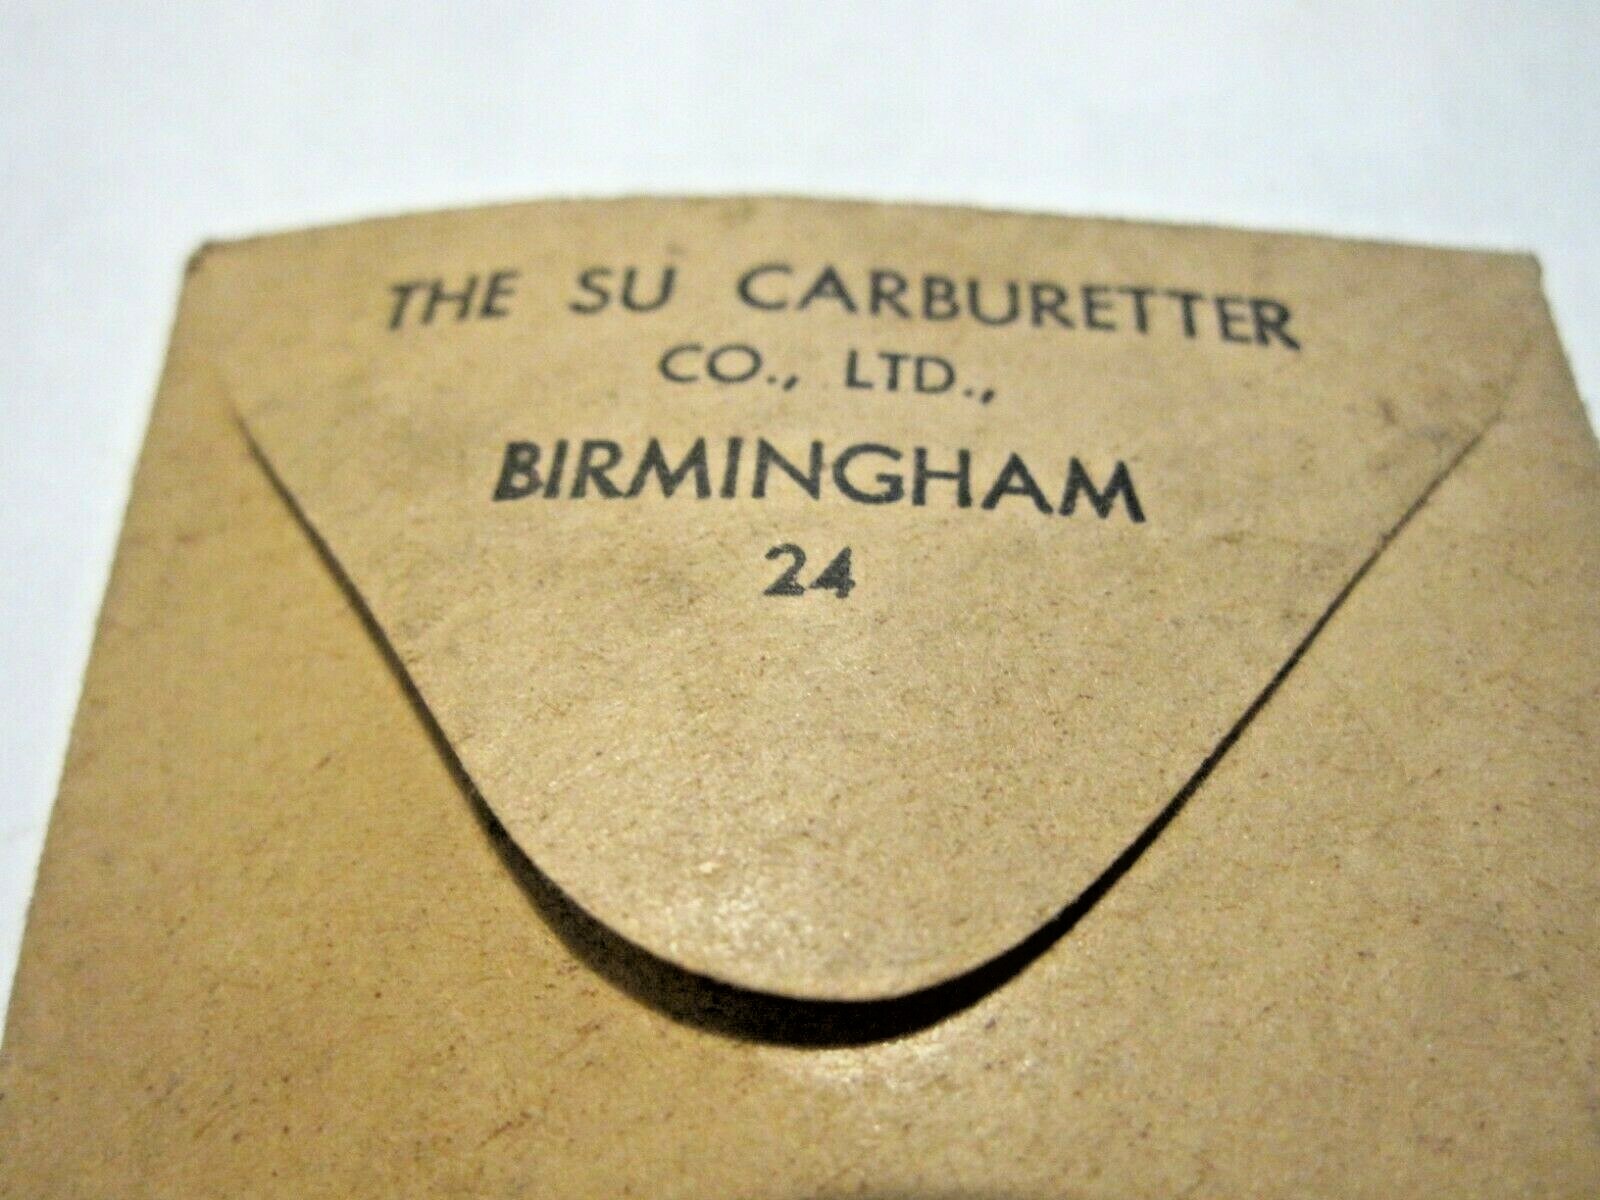 THE SU CARBURETTER
CO., LTD.,
BIRMINGHAM
24